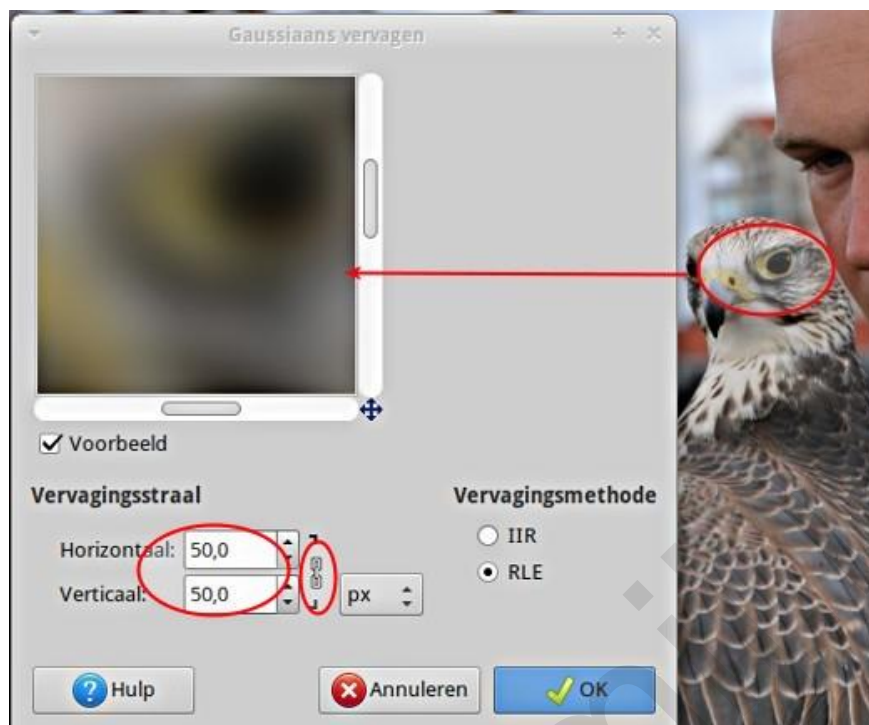 Gaussiaans vervagen
Voorbeeld
Vervagingsstraal
Vervagingsmethode
Horizontaal: 50,0
IIR
Verticaal: 50,0 px
RLE
Hulp
Annuleren
OK